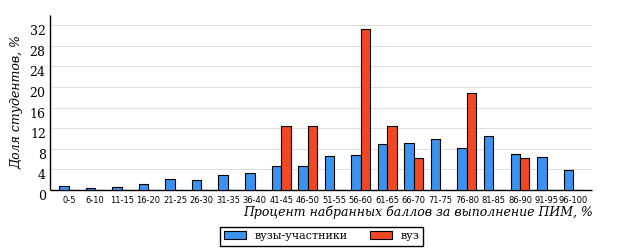 Доля студентов, %
32
28
24
20
16
12
8
4
0
0-5 6-10 11-15 16-20 21-25 26-30 31-35 36-40 41-45 46-50 51-55 56-60 61-65 66-70 71-75 76-80 81-85 86-90 91-95 96-100
Процент набранных баллов за выполнение ПИМ, %
вузы-участники вуз